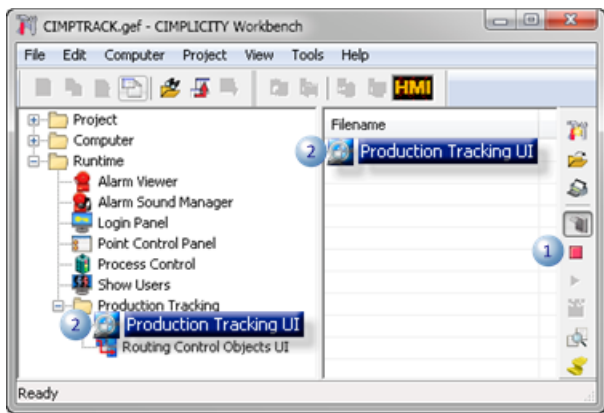 CIMPTRACK.gef - CIMPLICITY Workbench
File Edit Computer Project View Tools Help
HMI
Project
Computer
Runtime
Alarm Viewer
Alarm Sound Manager
Login Panel
Point Control Panel
Process Control
Show Users
Production Tracking
2 Production Tracking UI
Routing Control Objects UI
Filename
2 Production Tracking UI
1
Ready